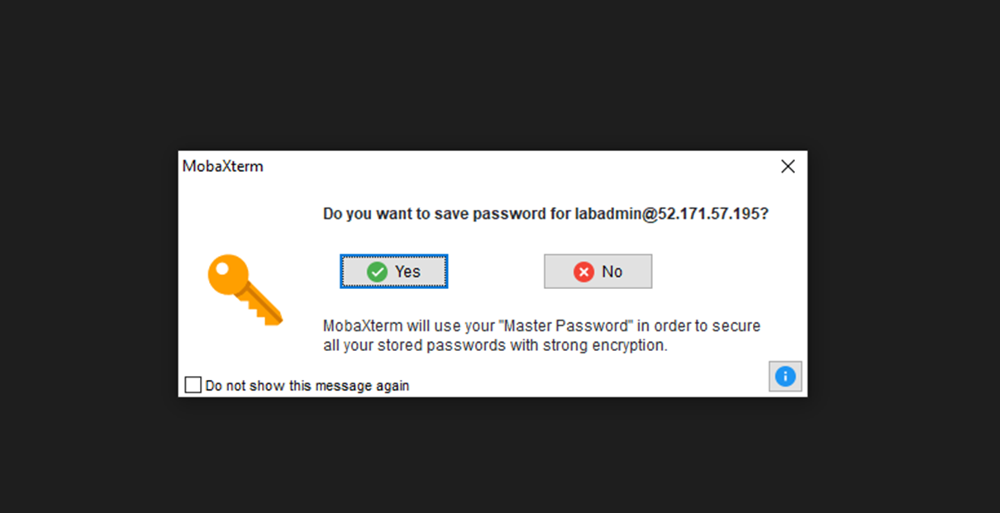 MobaXterm
Do you want to save password for labadmin@52.171.57.195?
Yes
No
MobaXterm will use your "Master Password" in order to secure
all your stored passwords with strong encryption.
Do not show this message again